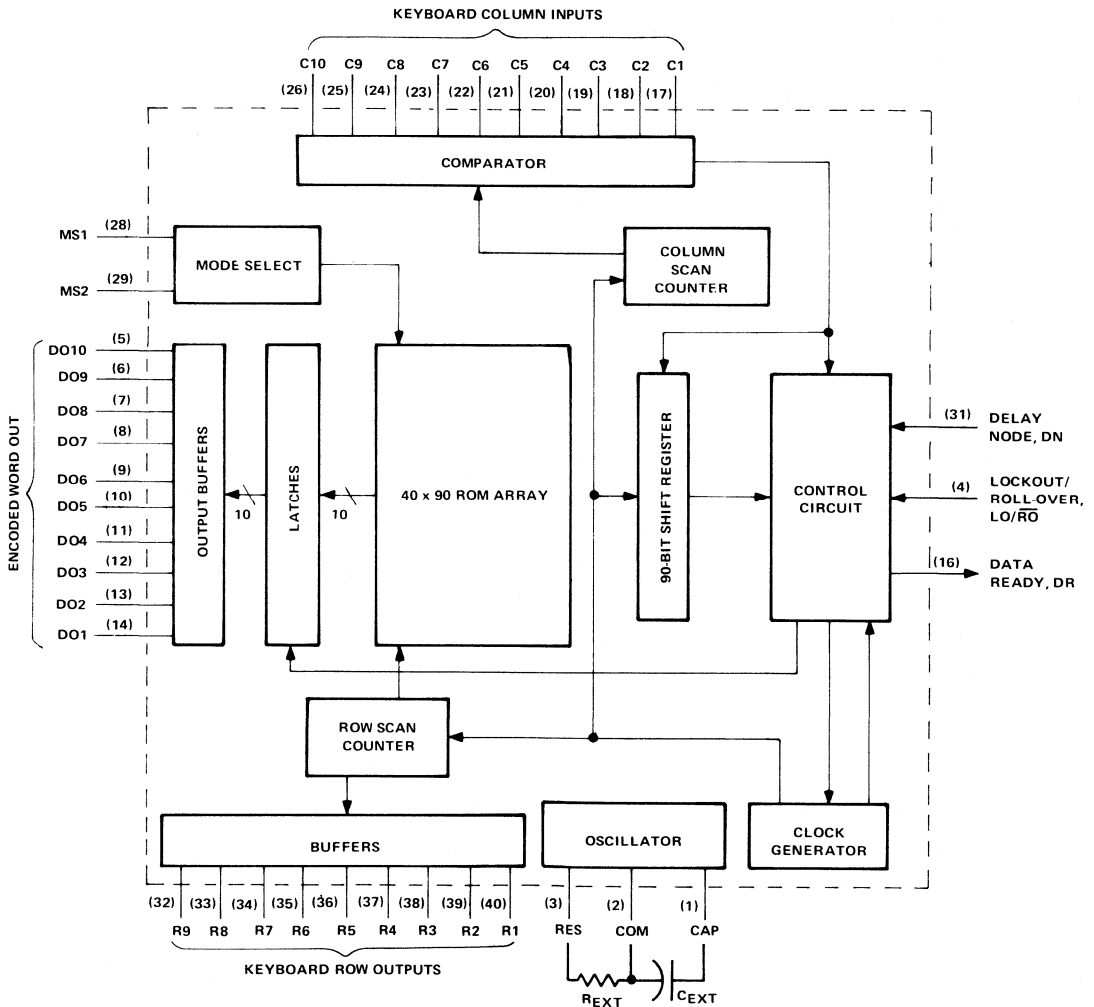 KEYBOARD COLUMN INPUTS
C10 C9 C8 C7 C6 C5 C4 C3 C2 C1
(26) (25) (24) (23) (22) (21) (20) (19) (18) (17)
COMPARATOR
MS1 (28)
MS2 (29)
MODE SELECT
COLUMN
SCAN
COUNTER
ENCODED WORD OUT
DO10 (5)
DO9 (6)
DO8 (7)
DO7 (8)
DO6 (9)
DO5 (10)
DO4 (11)
DO3 (12)
DO2 (13)
DO1 (14)
OUTPUT BUFFERS
10
LATCHES
10
40 x 90 ROM ARRAY
90-BIT SHIFT REGISTER
CONTROL
CIRCUIT
(31) DELAY
NODE, DN
(4) LOCKOUT/
ROLL-OVER,
LO/R̅O̅
(16) DATA
READY, DR
ROW SCAN
COUNTER
BUFFERS
OSCILLATOR
CLOCK
GENERATOR
(32) (33) (34) (35) (36) (37) (38) (39) (40)
R9 R8 R7 R6 R5 R4 R3 R2 R1
KEYBOARD ROW OUTPUTS
(3) (2) (1)
RES COM CAP
REXT CEXT